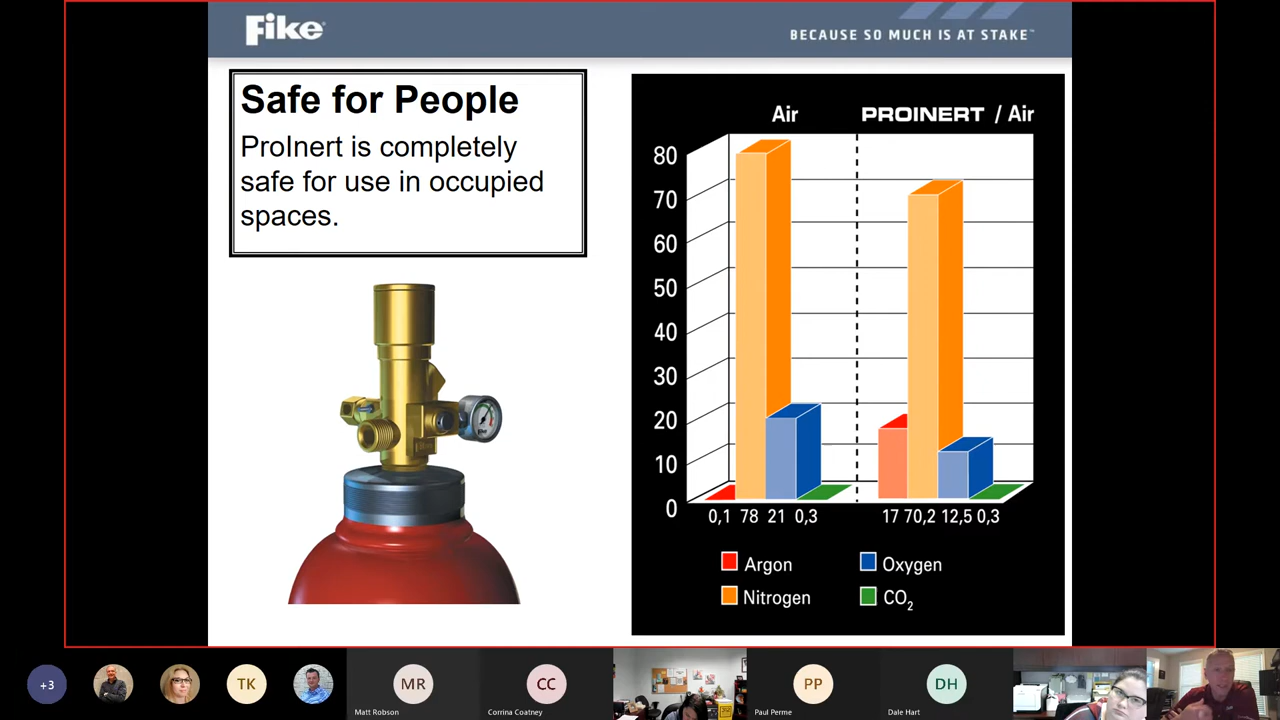 Fike
BECAUSE SO MUCH IS AT STAKE™
Safe for People
ProInert is completely
safe for use in occupied
spaces.
Air
PROINERT / Air
80
70
60
50
40
30
20
10
0
0,1 78 21 0,3
17 70,2 12,5 0,3
Argon
Oxygen
Nitrogen
CO₂
+3
TK
MR
Matt Robson
CC
Corrina Coatney
PP
Paul Perme
DH
Dale Hart